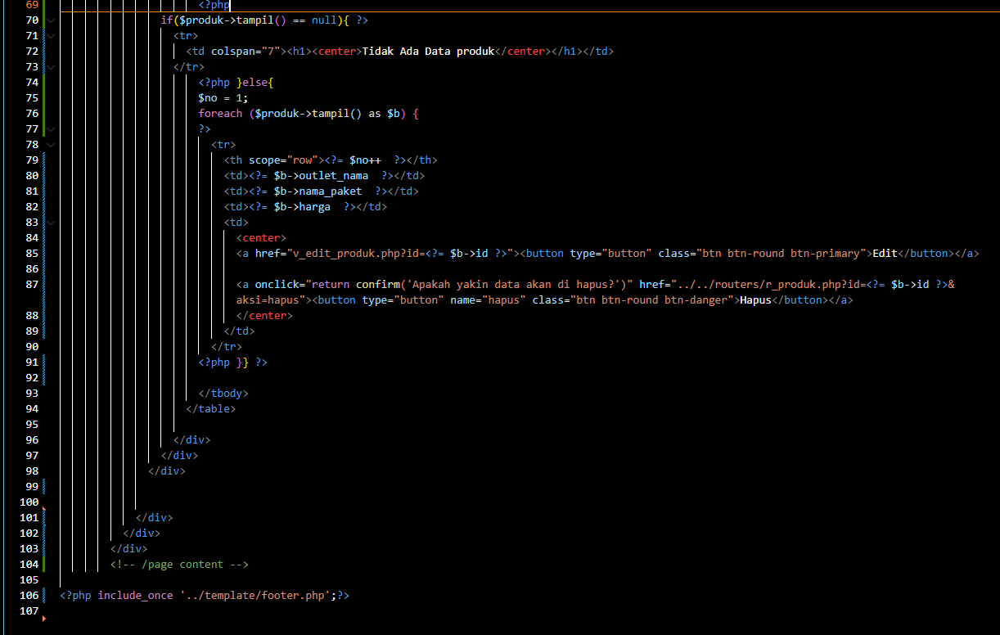 69 <?php
70 if($produk->tampil() == null){ ?>
71 <tr>
72 <td colspan="7"><h1><center>Tidak Ada Data produk</center></h1></td>
73 </tr>
74 <?php }else{
75 $no = 1;
76 foreach ($produk->tampil() as $b) {
77 ?>
78 <tr>
79 <th scope="row"><?= $no++  ?></th>
80 <td><?= $b->outlet_nama  ?></td>
81 <td><?= $b->nama_paket  ?></td>
82 <td><?= $b->harga  ?></td>
83 <td>
84 <center>
85 <a href="v_edit_produk.php?id=<?= $b->id ?>"><button type="button" class="btn btn-round btn-primary">Edit</button></a>
86
87 <a onclick="return confirm('Apakah yakin data akan di hapus?')" href="../../routers/r_produk.php?id=<?= $b->id ?>&
aksi=hapus"><button type="button" name="hapus" class="btn btn-round btn-danger">Hapus</button></a>
88 </center>
89 </td>
90 </tr>
91 <?php }} ?>
92
93 </tbody>
94 </table>
95
96 </div>
97 </div>
98 </div>
99
100
101 </div>
102 </div>
103 </div>
104 <!-- /page content -->
105
106 <?php include_once '../template/footer.php';?>
107